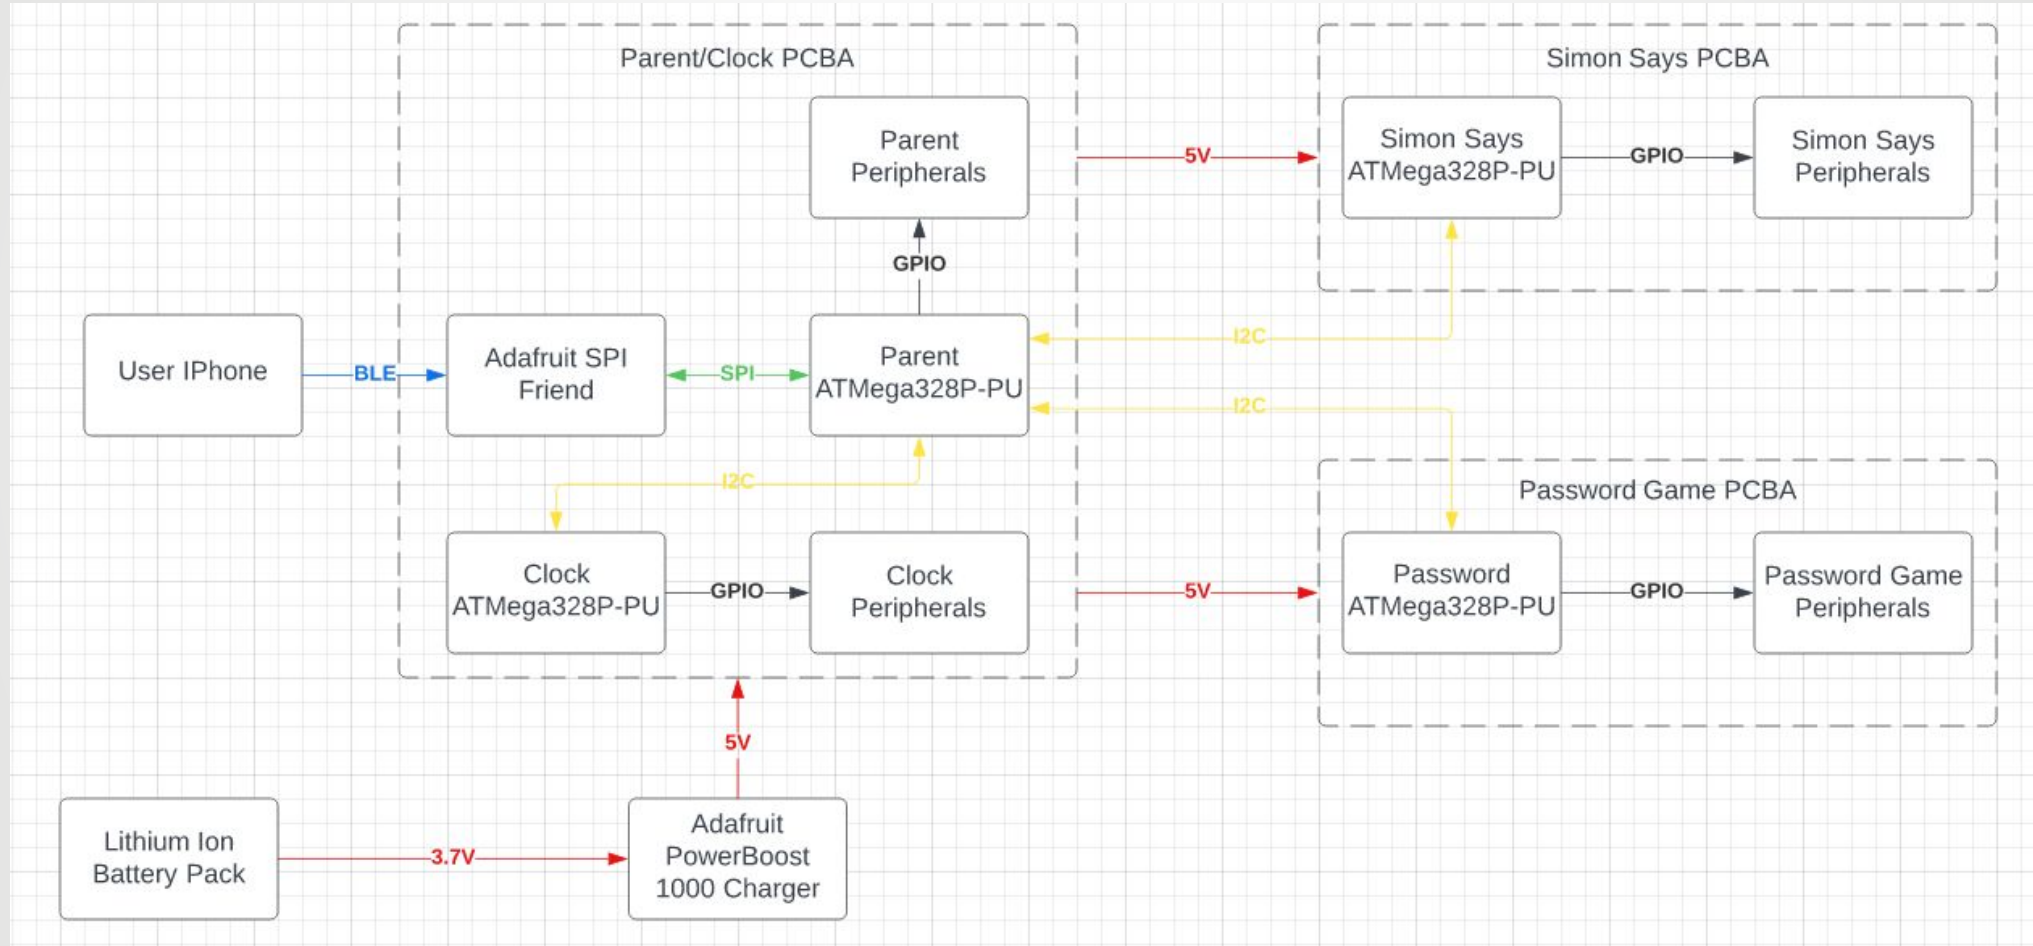 Parent/Clock PCBA
Simon Says PCBA
Parent
Peripherals
5V
Simon Says
ATMega328P-PU
GPIO
Simon Says
Peripherals
GPIO
User IPhone
BLE
Adafruit SPI
Friend
SPI
Parent
ATMega328P-PU
I2C
I2C
I2C
Password Game PCBA
Clock
ATMega328P-PU
GPIO
Clock
Peripherals
5V
Password
ATMega328P-PU
GPIO
Password Game
Peripherals
5V
Lithium Ion
Battery Pack
3.7V
Adafruit
PowerBoost
1000 Charger